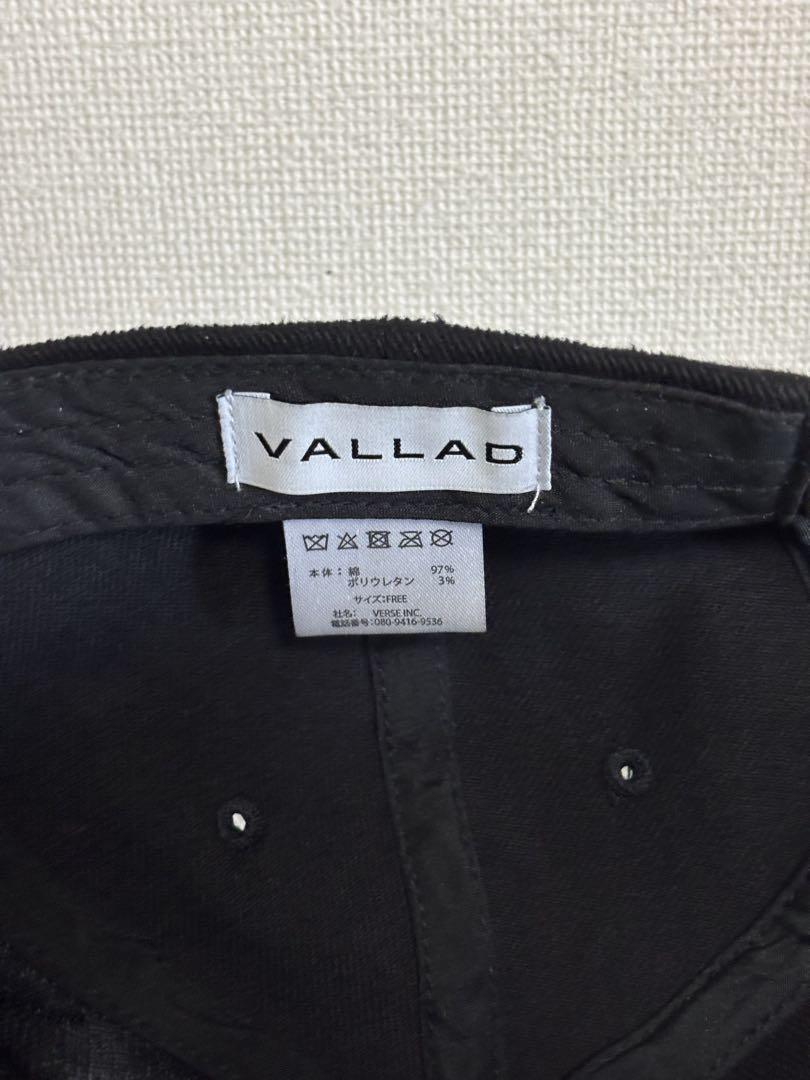 VALLAD
本体：綿 97%
ポリウレタン 3%
サイズ:FREE
社名： VERSE INC.
電話番号:080-9416-9536